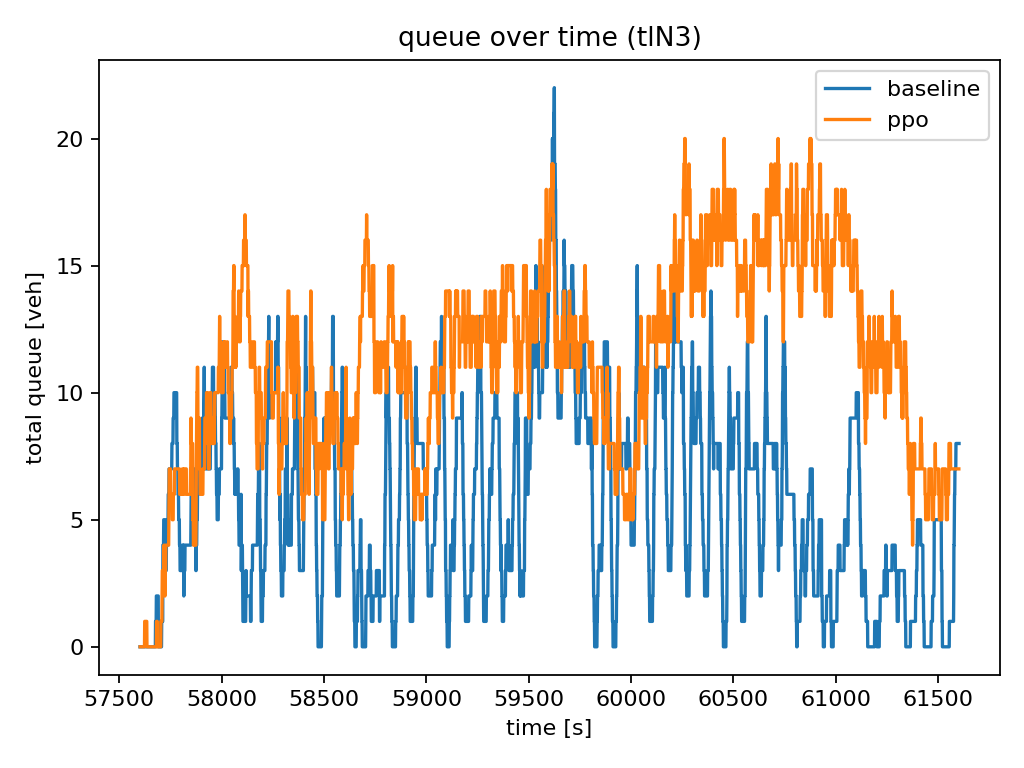 queue over time (tlN3)
baseline
ppo
total queue [veh]
20
15
10
5
0
57500 58000 58500 59000 59500 60000 60500 61000 61500
time [s]